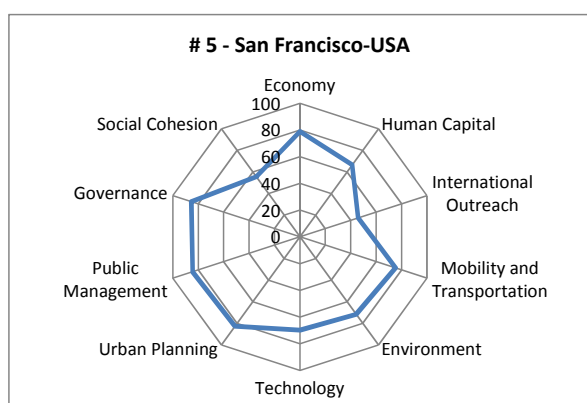 # 5 - San Francisco-USA
Economy
100
80
60
40
20
0
Human Capital
International
Outreach
Mobility and
Transportation
Environment
Technology
Urban Planning
Public
Management
Governance
Social Cohesion